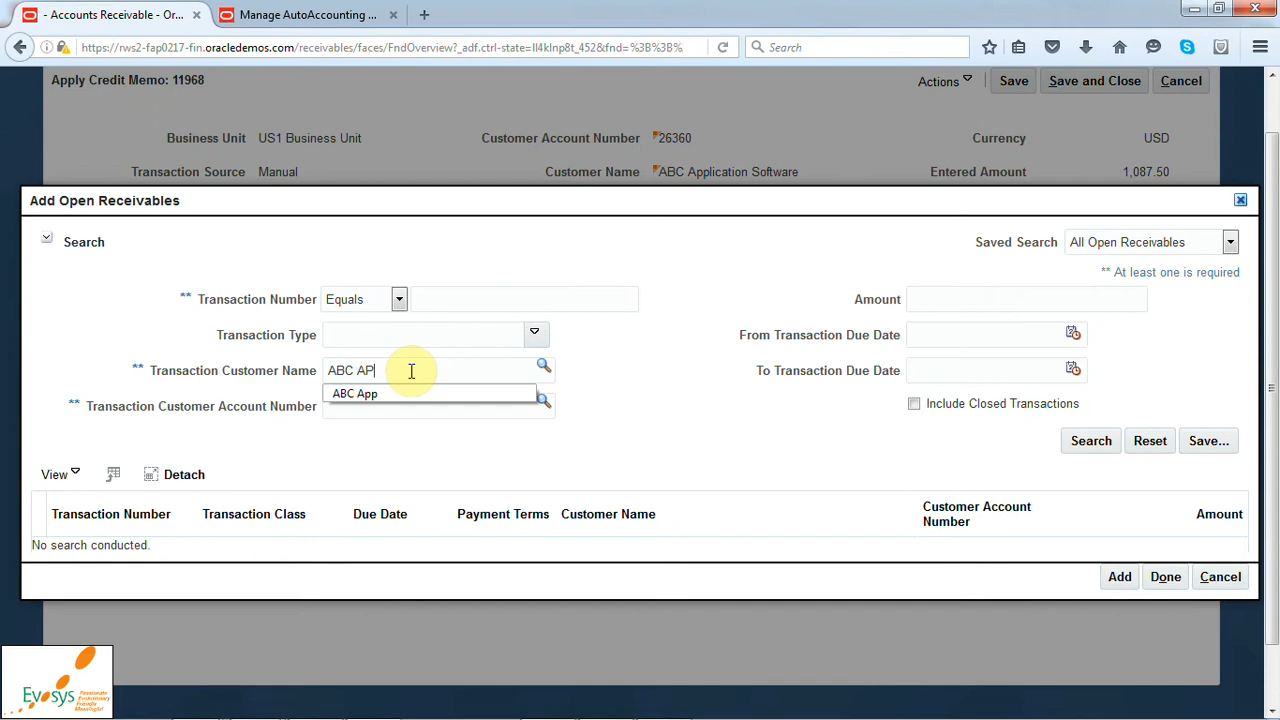 - Accounts Receivable - Or...
Manage AutoAccounting ...
https://rws2-fap0217-fin.oracledemos.com/receivables/faces/FndOverview?_adf.ctrl-state=ll4klnp8t_452&fnd=%3B%3B%
Search
Apply Credit Memo: 11968
Actions Save Save and Close Cancel
Business Unit US1 Business Unit Customer Account Number 26360 Currency USD
Transaction Source Manual Customer Name ABC Application Software Entered Amount 1,087.50
Add Open Receivables
Search Saved Search All Open Receivables
** At least one is required
** Transaction Number Equals Amount
Transaction Type From Transaction Due Date
** Transaction Customer Name ABC AP To Transaction Due Date
ABC App
** Transaction Customer Account Number Include Closed Transactions
Search Reset Save...
View Detach
Transaction Number Transaction Class Due Date Payment Terms Customer Name Customer Account Number Amount
No search conducted.
Add Done Cancel
Evosys
Passionate
Evolutionary
Friendly
Meaningful